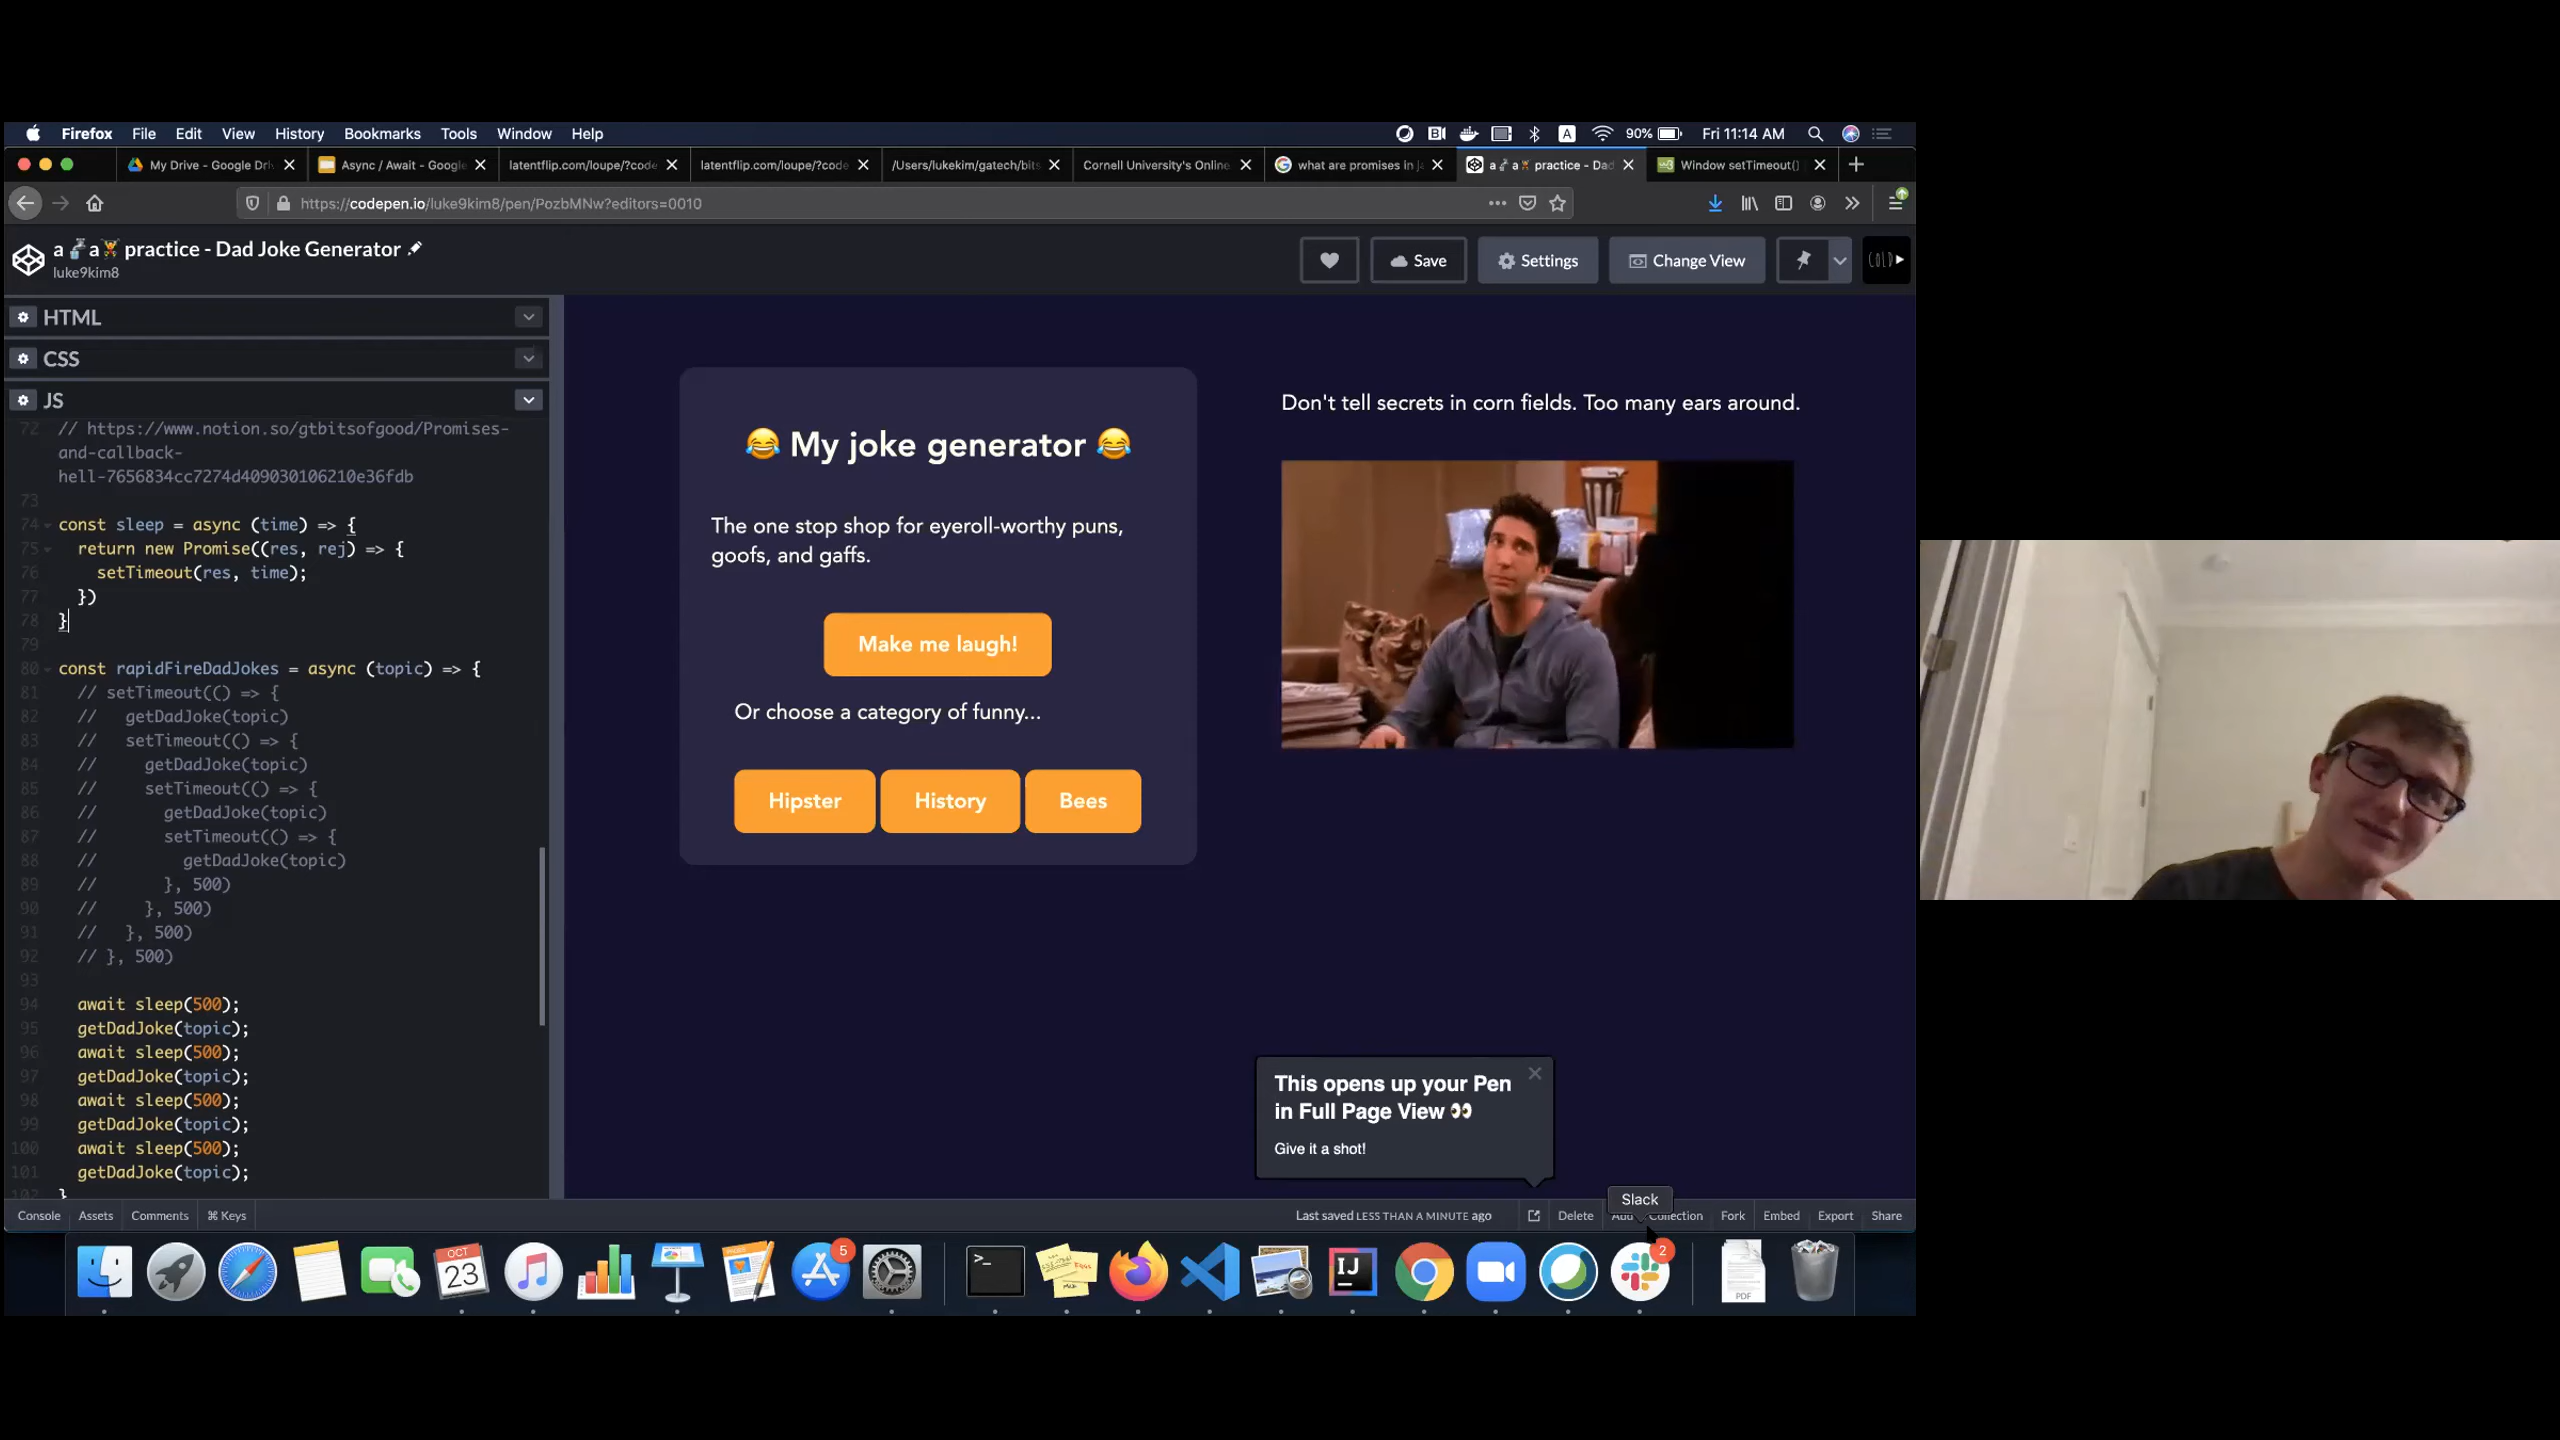 Firefox File Edit View History Bookmarks Tools Window Help
A 90% Fri 11:14 AM
My Drive - Google Dri
Async / Await - Google
latentflip.com/loupe/?code
latentflip.com/loupe/?code
/Users/lukekim/gatech/bits
Cornell University's Online
what are promises in ja
practice - Dad
Window setTimeout()
https://codepen.io/luke9kim8/pen/PozbMNw?editors=0010
a 🚰 a🏋 practice - Dad Joke Generator
luke9kim8
Save
Settings
Change View
HTML
CSS
JS
72 // https://www.notion.so/gtbitsofgood/Promises-
and-callback-
hell-7656834cc7274d409030106210e36fdb
73
74 const sleep = async (time) => {
75 return new Promise((res, rej) => {
76 setTimeout(res, time);
77 })
78 }
79
80 const rapidFireDadJokes = async (topic) => {
81 // setTimeout(() => {
82 // getDadJoke(topic)
83 // setTimeout(() => {
84 // getDadJoke(topic)
85 // setTimeout(() => {
86 // getDadJoke(topic)
87 // setTimeout(() => {
88 // getDadJoke(topic)
89 // }, 500)
90 // }, 500)
91 // }, 500)
92 // }, 500)
93
94 await sleep(500);
95 getDadJoke(topic);
96 await sleep(500);
97 getDadJoke(topic);
98 await sleep(500);
99 getDadJoke(topic);
100 await sleep(500);
101 getDadJoke(topic);
102 }
😂 My joke generator 😂
The one stop shop for eyeroll-worthy puns,
goofs, and gaffs.
Make me laugh!
Or choose a category of funny...
Hipster
History
Bees
Don't tell secrets in corn fields. Too many ears around.
This opens up your Pen
in Full Page View 👀
Give it a shot!
Slack
Console Assets Comments ⌘ Keys
Last saved LESS THAN A MINUTE ago
Delete
Collection
Fork
Embed
Export
Share
OCT
23
5
IJ
2
PDF